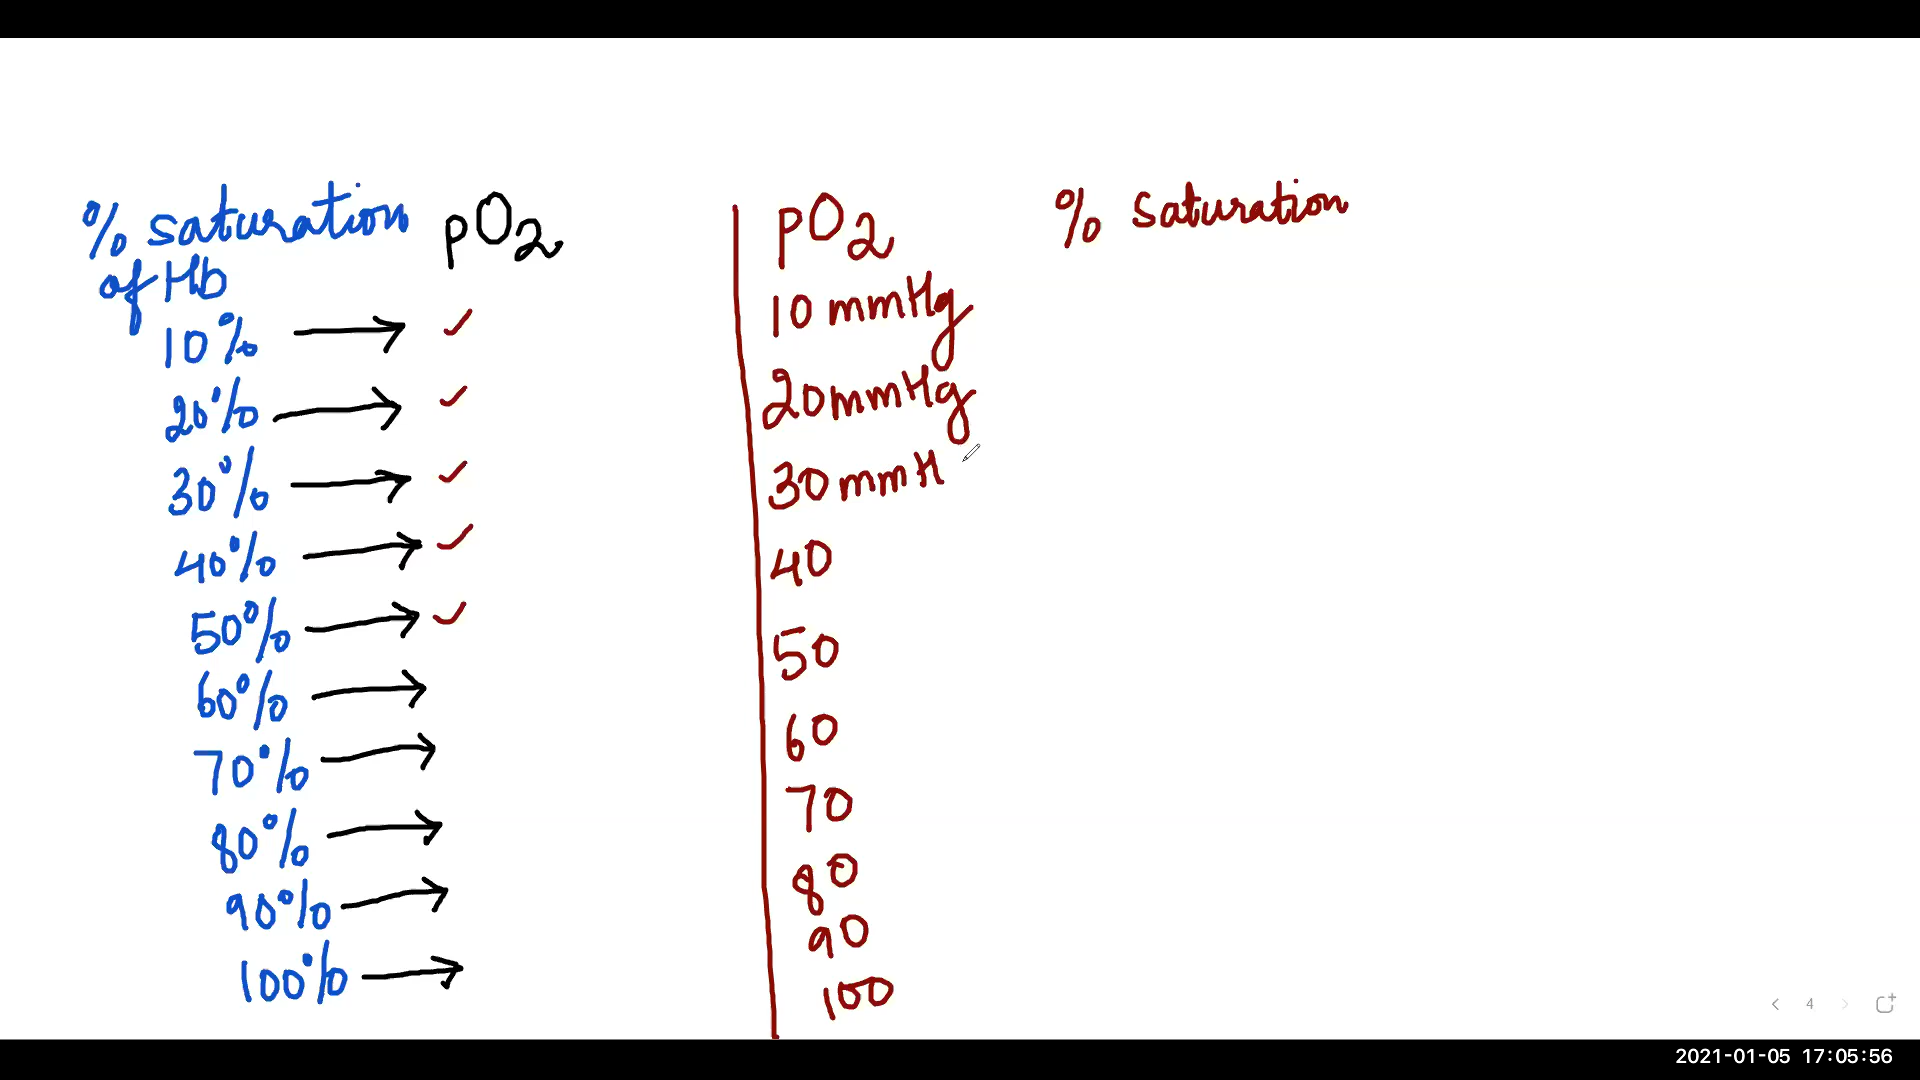 % saturation pO2
of Hb
10% → ✓
20% → ✓
30% → ✓
40% → ✓
50% → ✓
60% →
70% →
80% →
90% →
100% →
pO2 % saturation
10 mmHg
20 mmHg
30 mmH
40
50
60
70
80
90
100
< 4 >
2021-01-05 17:05:56